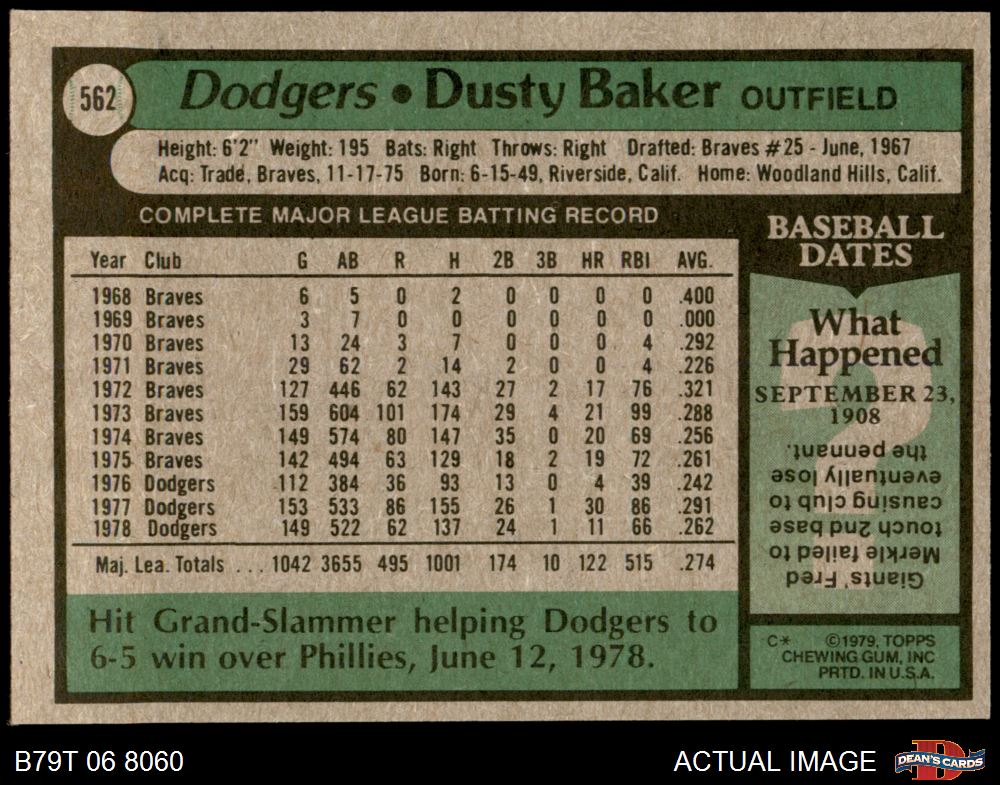 562
Dodgers • Dusty Baker OUTFIELD
Height: 6'2" Weight: 195 Bats: Right Throws: Right Drafted: Braves #25 - June, 1967
Acq: Trade, Braves, 11-17-75 Born: 6-15-49, Riverside, Calif. Home: Woodland Hills, Calif.
COMPLETE MAJOR LEAGUE BATTING RECORD
Year Club G AB R H 2B 3B HR RBI AVG.
1968 Braves 6 5 0 2 0 0 0 0 .400
1969 Braves 3 7 0 0 0 0 0 0 .000
1970 Braves 13 24 3 7 0 0 0 4 .292
1971 Braves 29 62 2 14 2 0 0 4 .226
1972 Braves 127 446 62 143 27 2 17 76 .321
1973 Braves 159 604 101 174 29 4 21 99 .288
1974 Braves 149 574 80 147 35 0 20 69 .256
1975 Braves 142 494 63 129 18 2 19 72 .261
1976 Dodgers 112 384 36 93 13 0 4 39 .242
1977 Dodgers 153 533 86 155 26 1 30 86 .291
1978 Dodgers 149 522 62 137 24 1 11 66 .262
Maj. Lea. Totals ... 1042 3655 495 1001 174 10 122 515 .274
Hit Grand-Slammer helping Dodgers to
6-5 win over Phillies, June 12, 1978.
BASEBALL
DATES
What
Happened
SEPTEMBER 23,
1908
Giants' Fred
Merkle failed to
touch 2nd base
causing club to
eventually lose
the pennant.
C* ©1979, TOPPS
CHEWING GUM, INC
PRTD. IN U.S.A.
B79T 06 8060
ACTUAL IMAGE
DEAN'S CARDS